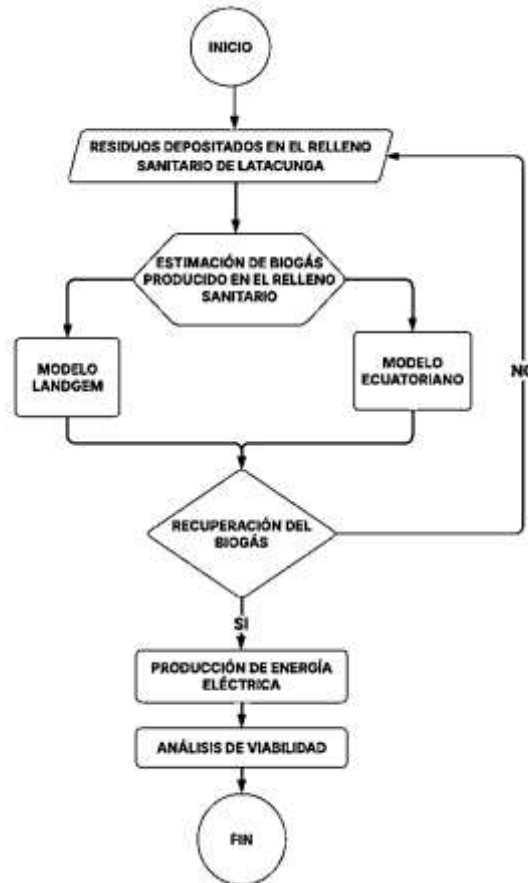 INICIO
RESIDUOS DEPOSITADOS EN EL RELLENO
SANITARIO DE LATACUNGA
ESTIMACIÓN DE BIOGÁS
PRODUCIDO EN EL RELLENO
SANITARIO
MODELO
LANDGEM
MODELO
ECUATORIANO
NO
RECUPERACIÓN DEL
BIOGÁS
SI
PRODUCCIÓN DE ENERGÍA
ELÉCTRICA
ANÁLISIS DE VIABILIDAD
FIN